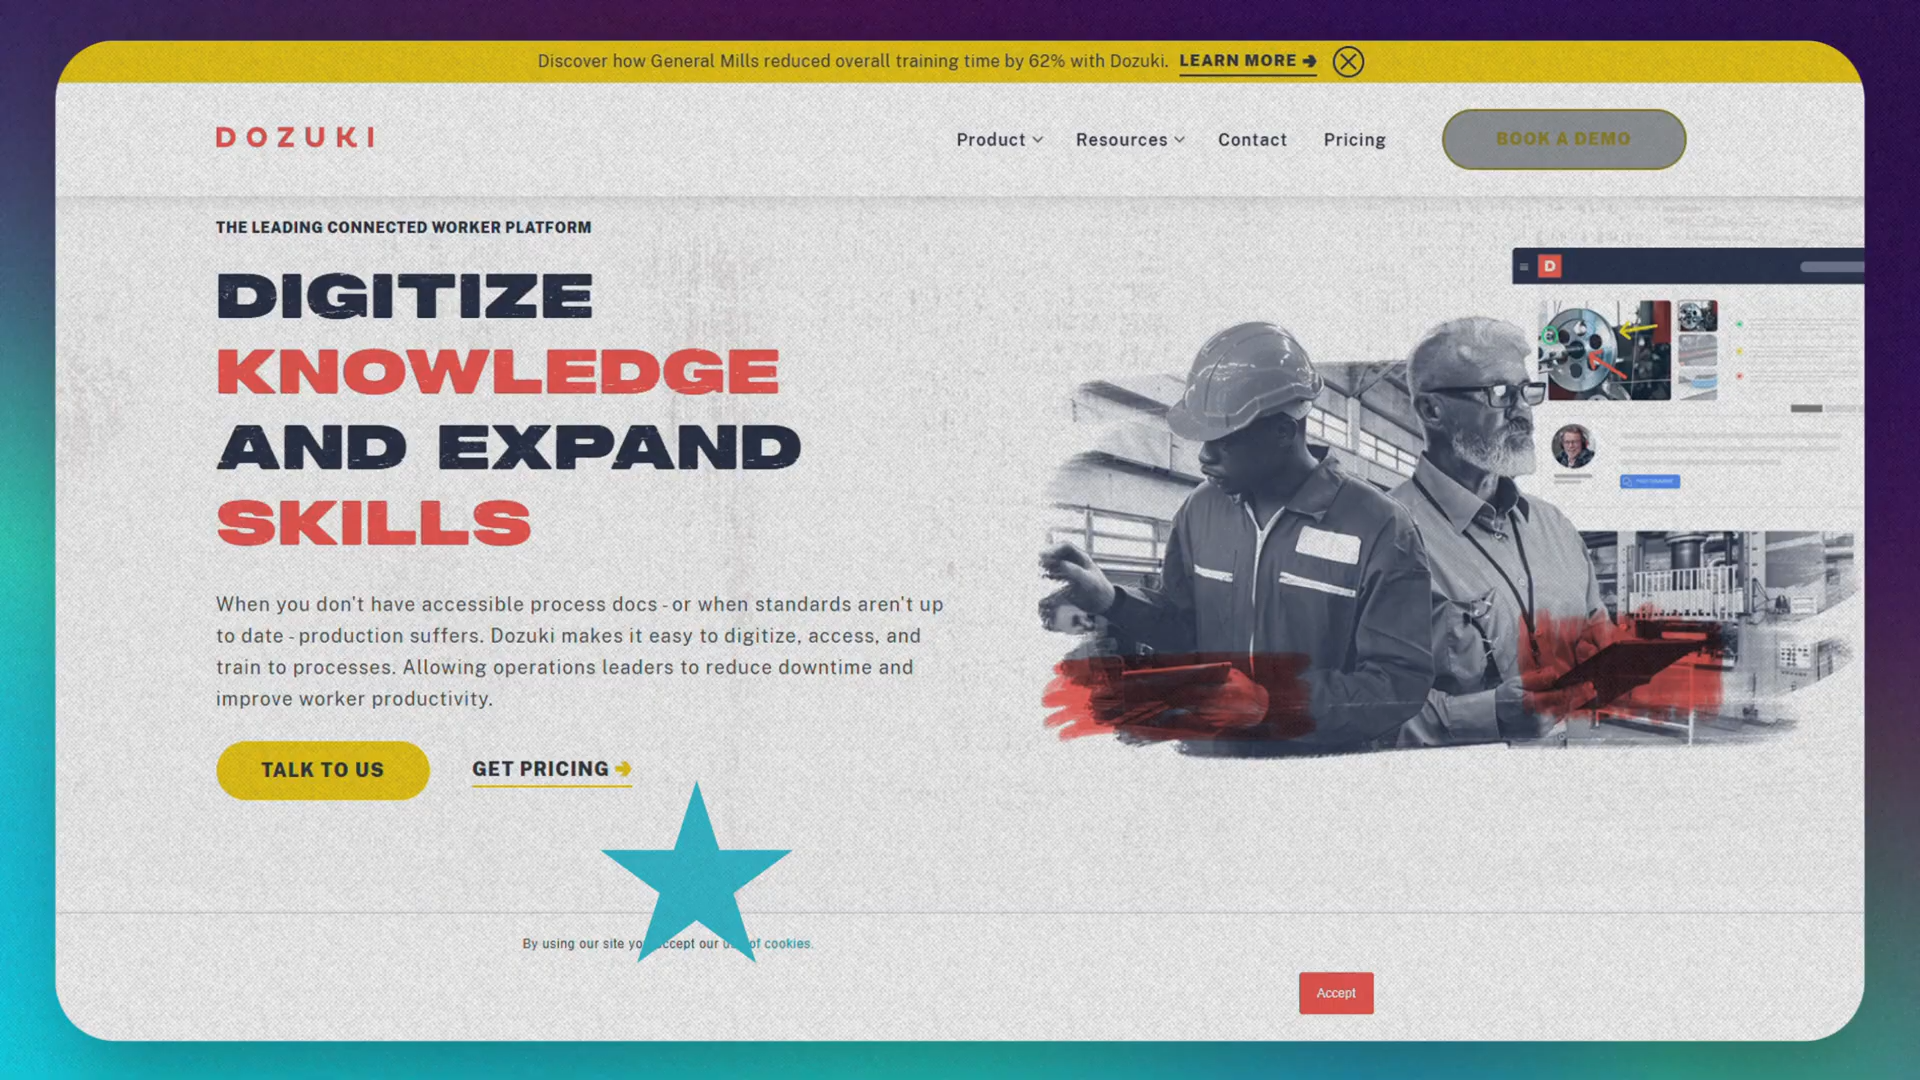 Discover how General Mills reduced overall training time by 62% with Dozuki. LEARN MORE
DOZUKI
Product
Resources
Contact
Pricing
BOOK A DEMO
THE LEADING CONNECTED WORKER PLATFORM
DIGITIZE
KNOWLEDGE
AND EXPAND
SKILLS
D
When you don't have accessible process docs - or when standards aren't up
to date - production suffers. Dozuki makes it easy to digitize, access, and
train to processes. Allowing operations leaders to reduce downtime and
improve worker productivity.
TALK TO US
GET PRICING
By using our site accept our of cookies.
Accept